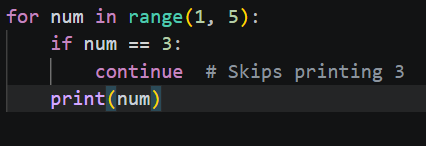 for num in range(1, 5):
    if num == 3:
        continue  # Skips printing 3
    print(num)